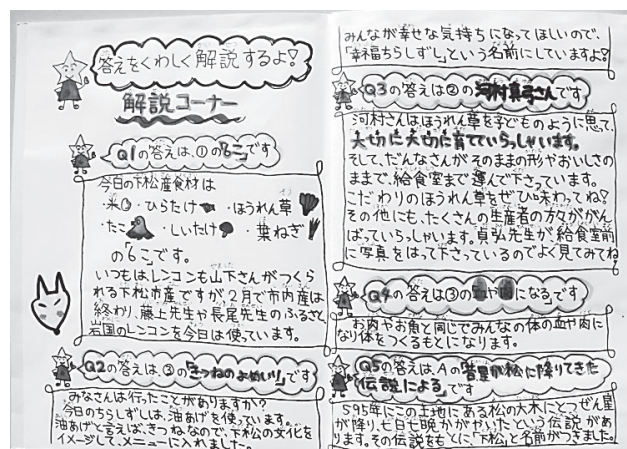 答えをくわしく解説するよ!
解説コーナー
Q1の答えは、①の「6こ」です
今日の下松産食材は
・米 ・ひらたけ ・ほうれん草
・たこ ・しいたけ ・葉ねぎ
の6こです。
いつもはレンコンも山下さんがつくら
れる下松市産ですが、2月で市内産は
終わり、藤上先生や長尾先生のふるさと
岩国のレンコンを今日は使っています。
Q2の答えは、③の「きつねのよめいり」です
みなさんは行ったことがありますか?
今日のちらしずしは、油あげを使っています。
油あげと言えば、きつねなので、下松の文化を
イメージして、メニューに入れました。
みんなが幸せな気持ちになってほしいので、
「幸福ちらしずし」という名前にしていますよ!
Q3の答えは②の河村真弓さんです
河村さんはほうれん草を子どものように思て、
大切に大切に育てていらっしゃいます。
そして、だんなさんがそのままの形やおいしさの
ままで、給食室まで運んで下さっています。
こだわりのほうれん草をぜひ味わってね!
その他にも、たくさんの生産者の方々ががん
ばっていらっしゃいます。貞弘先生が、給食室前
に写真をはって下さっているのでよく見てみてね
Q4の答えは③の「血や肉になる」です
お肉やお魚と同じでみんなの体の血や肉に
なり体をつくるもとになります。
Q5の答えは、Aの「昔星が松に降りてきた
伝説による」です
595年にこの土地にある松の大木にとつぜん星
が降り、七日七晩かがやいたという伝説があ
ります。その伝説をもとに「下松」と名前がつきました。